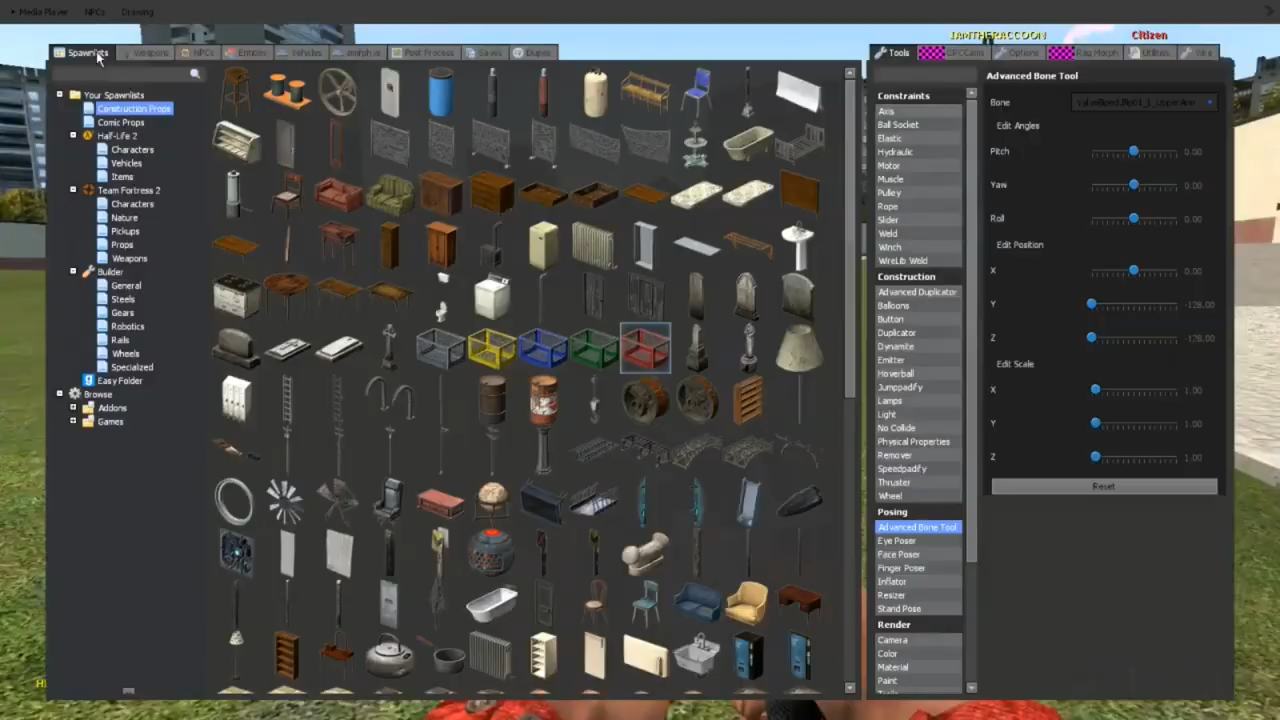 Media Player NPCs Drawing
JAMTHERACCOON Citizen
Spawnlists Weapons NPCs Entities Vehicles Post Process Saves Dupes
Tools Options Rag Morph Utilities Wire
Your Spawnlists
Construction Props
Comic Props
Half-Life 2
Characters
Vehicles
Items
Team Fortress 2
Characters
Nature
Pickups
Props
Weapons
Builder
General
Steels
Gears
Robotics
Rails
Wheels
Specialized
Easy Folder
Browse
Addons
Games
Constraints
Axis
Ball Socket
Elastic
Hydraulic
Motor
Muscle
Pulley
Rope
Slider
Weld
Winch
WireLib Weld
Construction
Advanced Duplicator
Balloons
Button
Duplicator
Dynamite
Emitter
Hoverball
Jumppadify
Lamps
Light
No Collide
Physical Properties
Remover
Speedpadify
Thruster
Wheel
Posing
Advanced Bone Tool
Eye Poser
Face Poser
Finger Poser
Inflator
Resizer
Stand Pose
Render
Camera
Color
Material
Paint
Advanced Bone Tool
Bone
Edit Angles
Pitch 0.00
Yaw 0.00
Roll 0.00
Edit Position
X 0.00
Y -128.00
Z -128.00
Edit Scale
X 1.00
Y 1.00
Z 1.00
Reset